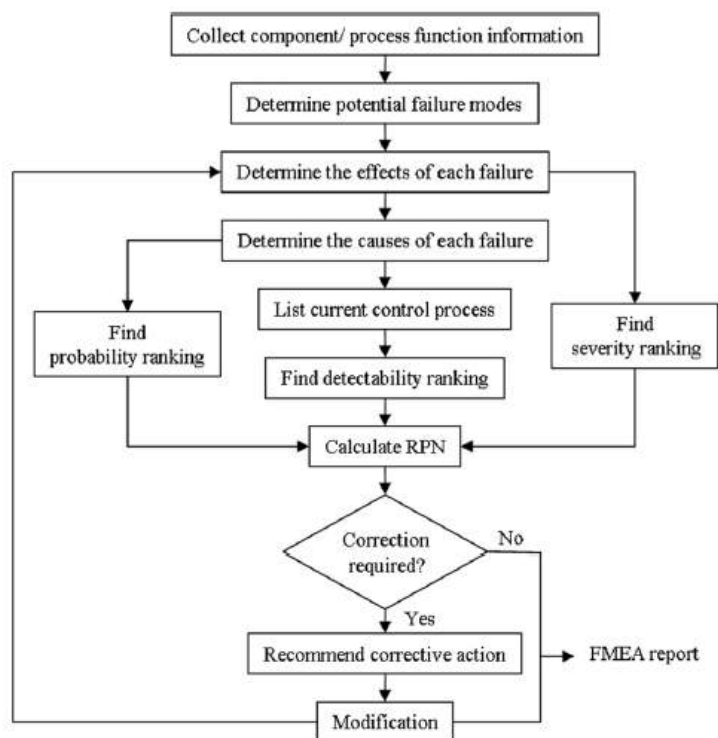 Collect component/ process function information
Determine potential failure modes
Determine the effects of each failure
Determine the causes of each failure
List current control process
Find
probability ranking
Find
severity ranking
Find detectability ranking
Calculate RPN
Correction
required?
No
Yes
Recommend corrective action
FMEA report
Modification